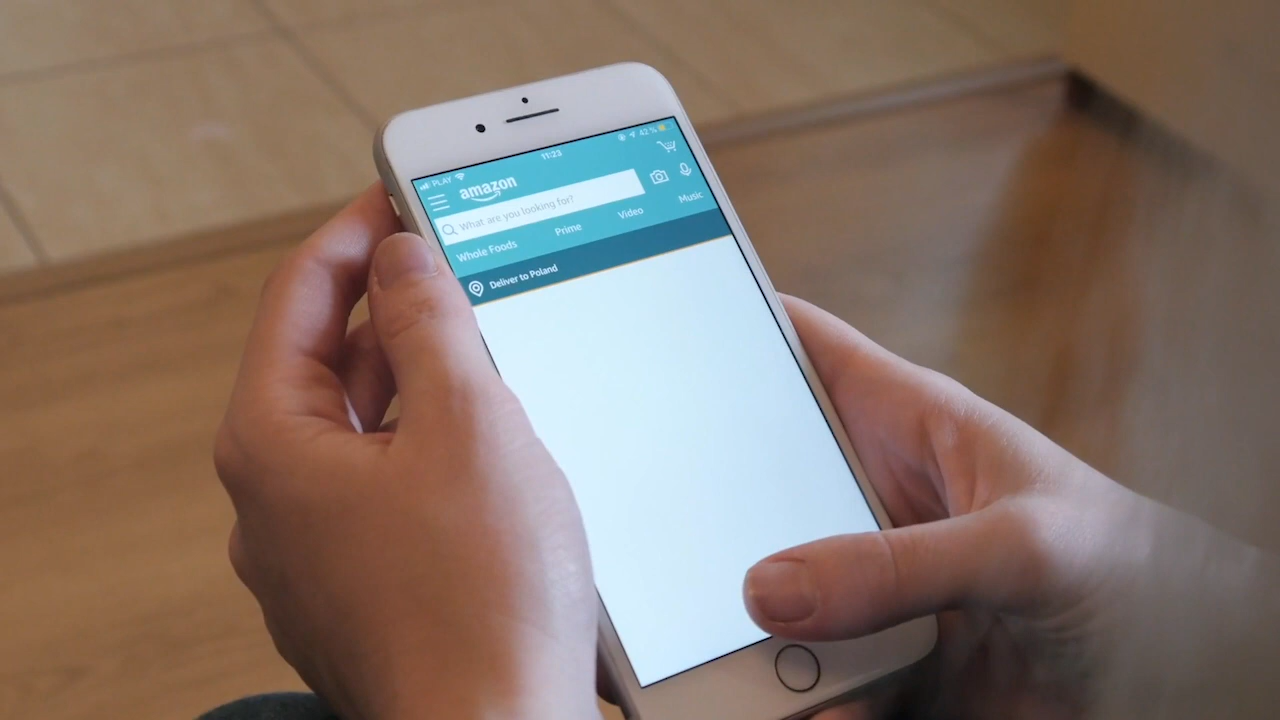 PLAY 11:23 42 %
amazon
What are you looking for?
Whole Foods Prime Video Music
Deliver to Poland